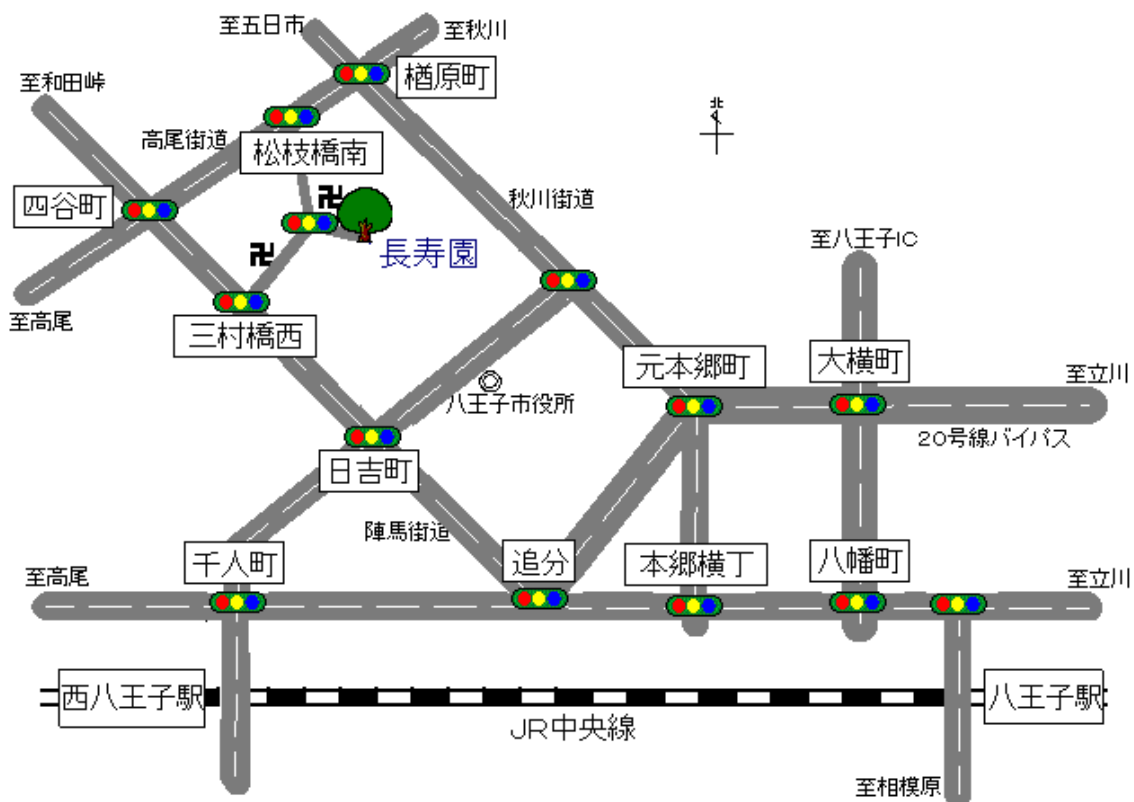 至五日市
至秋川
楢原町
至和田峠
北
高尾街道
松枝橋南
四谷町
卍
秋川街道
卍
長寿園
至八王子IC
至高尾
三村橋西
元本郷町
大横町
至立川
八王子市役所
20号線バイパス
日吉町
陣馬街道
千人町
追分
本郷横丁
八幡町
至高尾
至立川
西八王子駅
八王子駅
JR中央線
至相模原